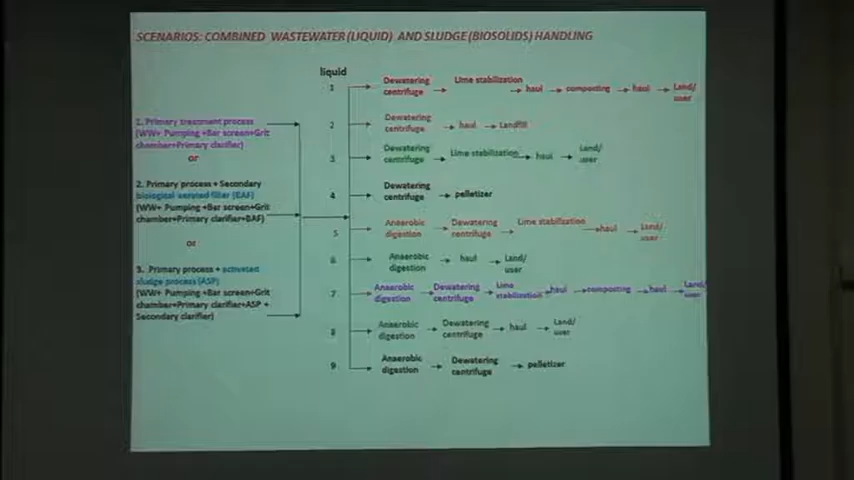 SCENARIOS: COMBINED WASTEWATER (LIQUID) AND SLUDGE (BIOSOLIDS) HANDLING
liquid
1. Primary treatment process
(WW+ Pumping +Bar screen+Grit
chamber+Primary clarifier)
or
2. Primary process + Secondary
biological aerated filter (BAF)
(WW+ Pumping +Bar screen+Grit
chamber+Primary clarifier+BAF)
or
3. Primary process + activated
sludge process (ASP)
(WW+ Pumping +Bar screen+Grit
chamber+Primary clarifier+ASP +
Secondary clarifier)
1 Dewatering centrifuge → Lime stabilization → haul → composting → haul → Land/ user
2 Dewatering centrifuge → haul → Landfill
3 Dewatering centrifuge → Lime stabilization → haul → Land/ user
4 Dewatering centrifuge → pelletizer
5 Anaerobic digestion → Dewatering centrifuge → Lime stabilization → haul → Land/ user
6 Anaerobic digestion → haul → Land/ user
7 Anaerobic digestion → Dewatering centrifuge → Lime stabilization → haul → composting → haul → Land/ user
8 Anaerobic digestion → Dewatering centrifuge → haul → Land/ user
9 Anaerobic digestion → Dewatering centrifuge → pelletizer